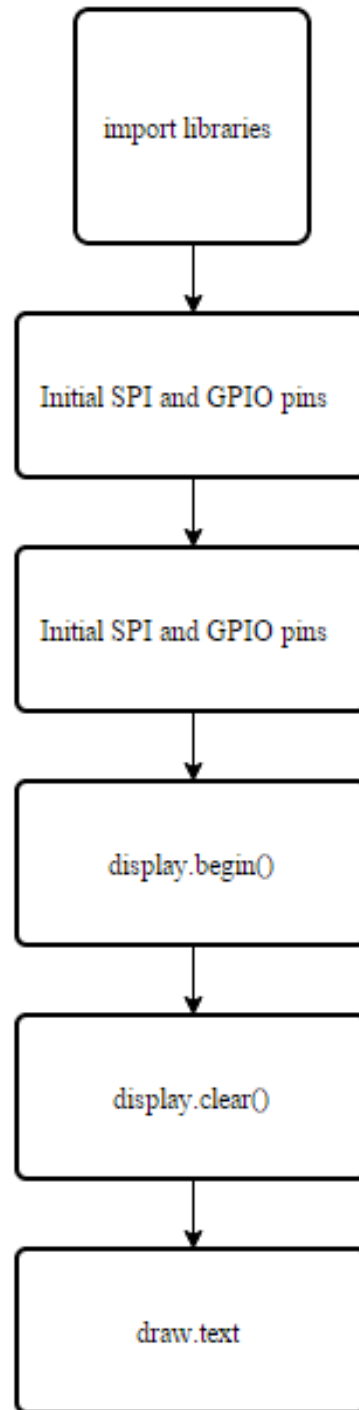 import libraries
Initial SPI and GPIO pins
Initial SPI and GPIO pins
display.begin()
display.clear()
draw.text